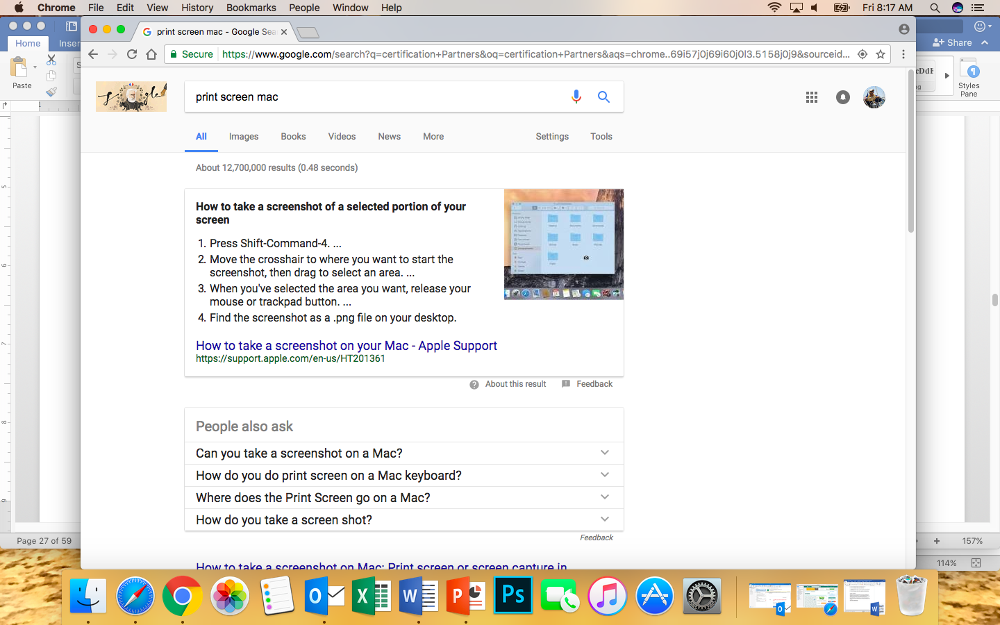 Chrome File Edit View History Bookmarks People Window Help Fri 8:17 AM
print screen mac - Google Sea
Home Inser
Share
Secure https://www.google.com/search?q=certification+Partners&oq=certification+Partners&aqs=chrome..69i57j0j69i60j0l3.5158j0j9&sourceid...
Paste
Styles
Pane
print screen mac
All Images Books Videos News More Settings Tools
About 12,700,000 results (0.48 seconds)
How to take a screenshot of a selected portion of your
screen
1. Press Shift-Command-4. ...
2. Move the crosshair to where you want to start the
screenshot, then drag to select an area. ...
3. When you've selected the area you want, release your
mouse or trackpad button. ...
4. Find the screenshot as a .png file on your desktop.
How to take a screenshot on your Mac - Apple Support
https://support.apple.com/en-us/HT201361
About this result Feedback
People also ask
Can you take a screenshot on a Mac?
How do you do print screen on a Mac keyboard?
Where does the Print Screen go on a Mac?
How do you take a screen shot?
Feedback
How to take a screenshot on Mac: Print screen or screen capture in
Page 27 of 59
157%
114%